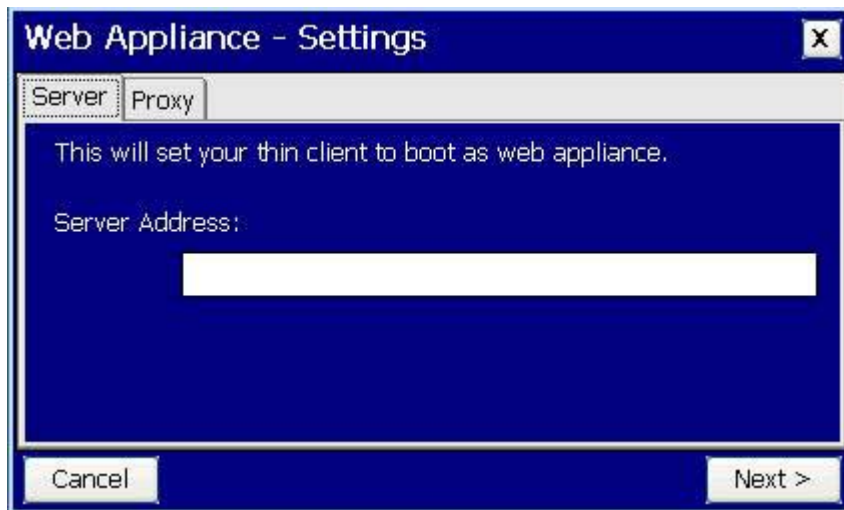 Web Appliance - Settings
X
Server Proxy
This will set your thin client to boot as web appliance.
Server Address:
Cancel Next >